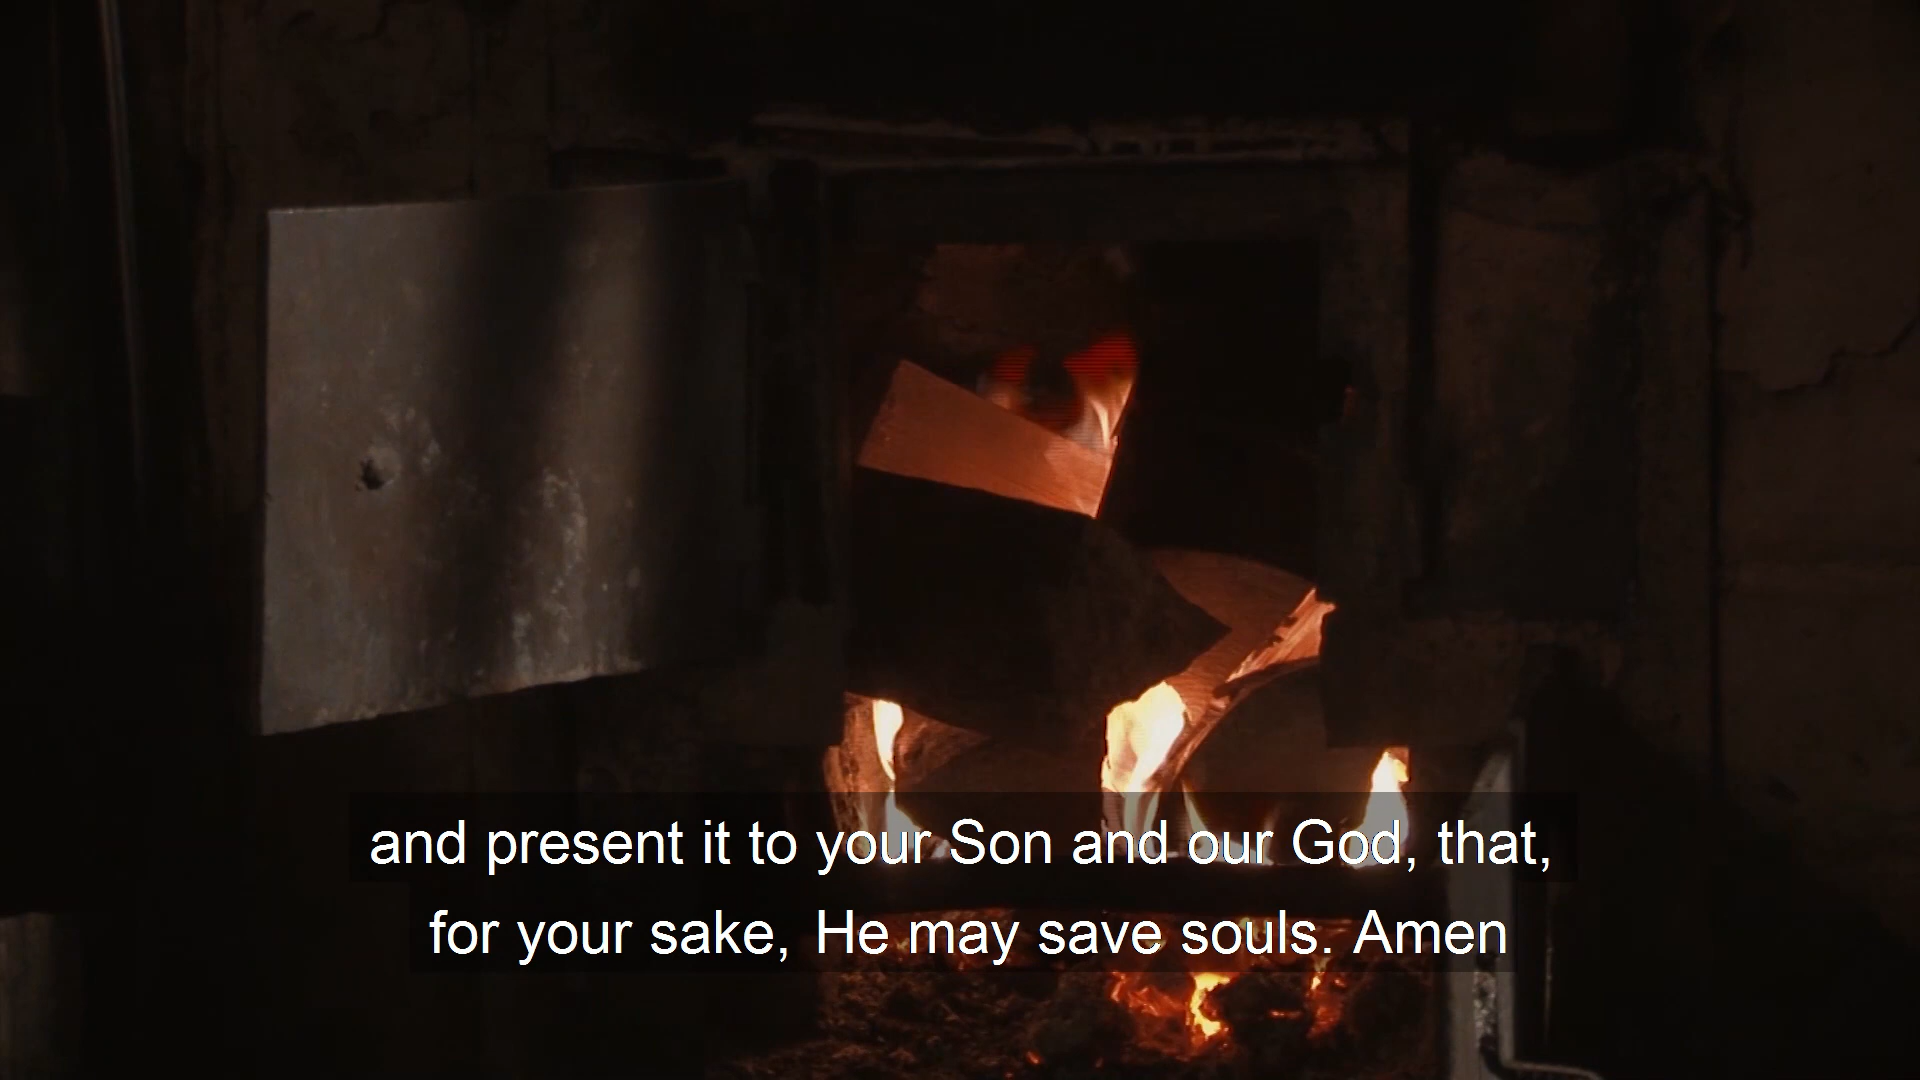 and present it to your Son and our God, that,
for your sake, He may save souls. Amen